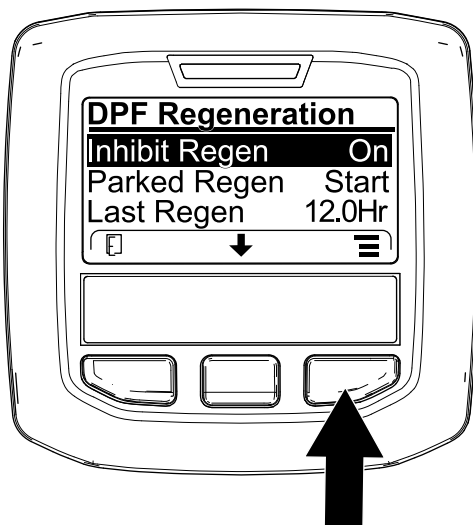 DPF Regeneration
Inhibit Regen On
Parked Regen Start
Last Regen 12.0Hr